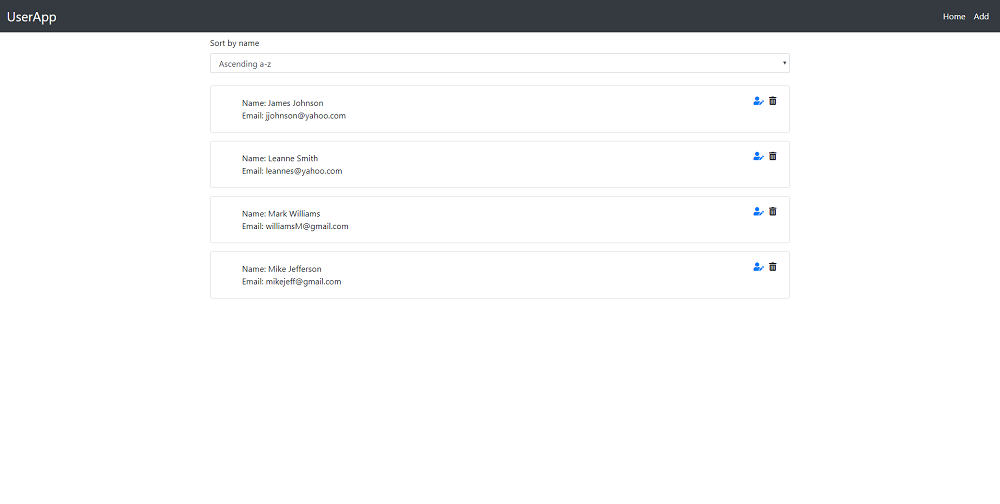 UserApp
Home Add
Sort by name
Ascending a-z
Name: James Johnson
Email: jjohnson@yahoo.com
Name: Leanne Smith
Email: leannes@yahoo.com
Name: Mark Williams
Email: williamsM@gmail.com
Name: Mike Jefferson
Email: mikejeff@gmail.com